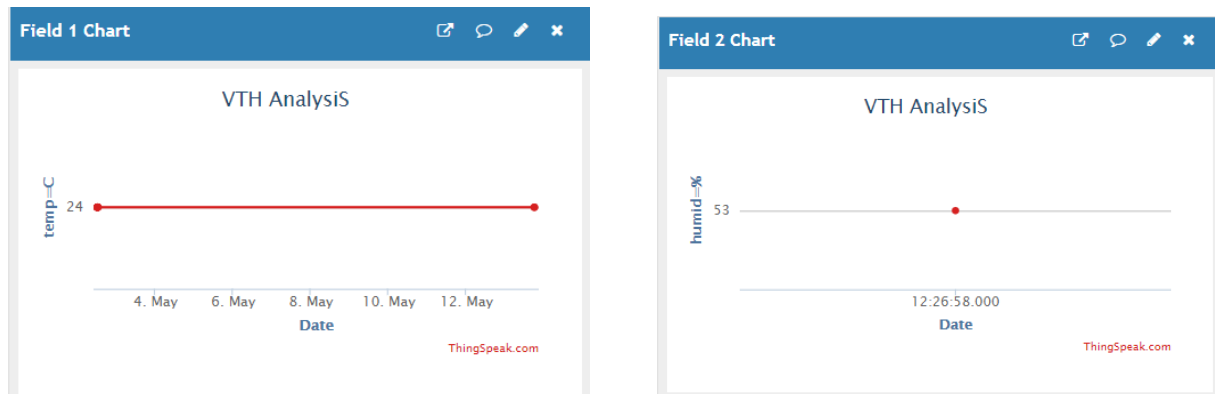 Field 1 Chart
VTH AnalysiS
temp=C
24
4. May 6. May 8. May 10. May 12. May
Date
ThingSpeak.com
Field 2 Chart
VTH AnalysiS
humid=%
53
12:26:58.000
Date
ThingSpeak.com